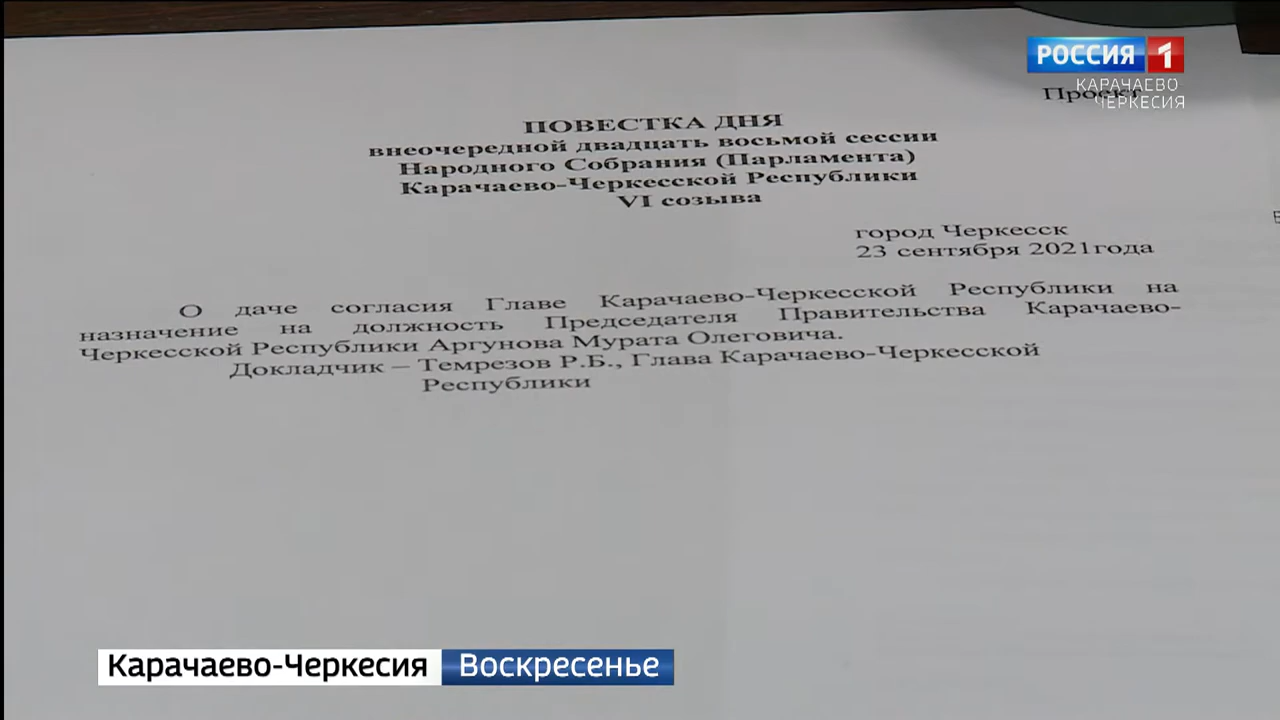 РОССИЯ 1
КАРАЧАЕВО
ЧЕРКЕСИЯ
Проект
ПОВЕСТКА ДНЯ
внеочередной двадцать восьмой сессии
Народного Собрания (Парламента)
Карачаево-Черкесской Республики
VI созыва
город Черкесск
23 сентября 2021года
О даче согласия Главе Карачаево-Черкесской Республики на
назначение на должность Председателя Правительства Карачаево-
Черкесской Республики Аргунова Мурата Олеговича.
Докладчик – Темрезов Р.Б., Глава Карачаево-Черкесской
Республики
Карачаево-Черкесия Воскресенье